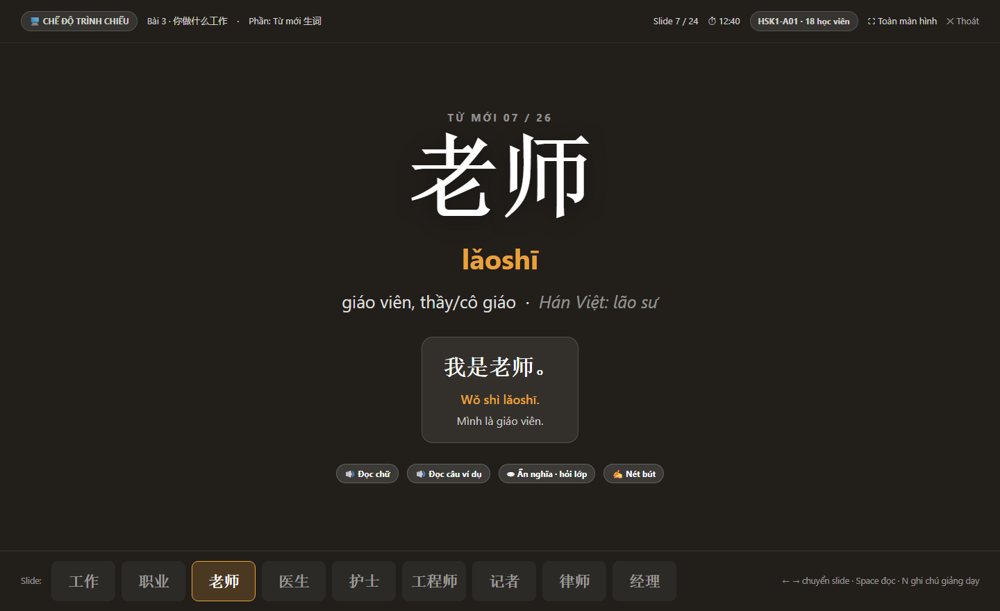 CHẾ ĐỘ TRÌNH CHIẾU Bài 3 · 你做什么工作 · Phần: Từ mới 生词 Slide 7 / 24 12:40 HSK1-A01 · 18 học viên Toàn màn hình Thoát
TỪ MỚI 07 / 26
老师
lǎoshī
giáo viên, thầy/cô giáo · Hán Việt: lão sư
我是老师。
Wǒ shì lǎoshī.
Mình là giáo viên.
Đọc chữ Đọc câu ví dụ Ẩn nghĩa · hỏi lớp Nét bút
Slide: 工作 职业 老师 医生 护士 工程师 记者 律师 经理 ← → chuyển slide · Space đọc · N ghi chú giảng dạy